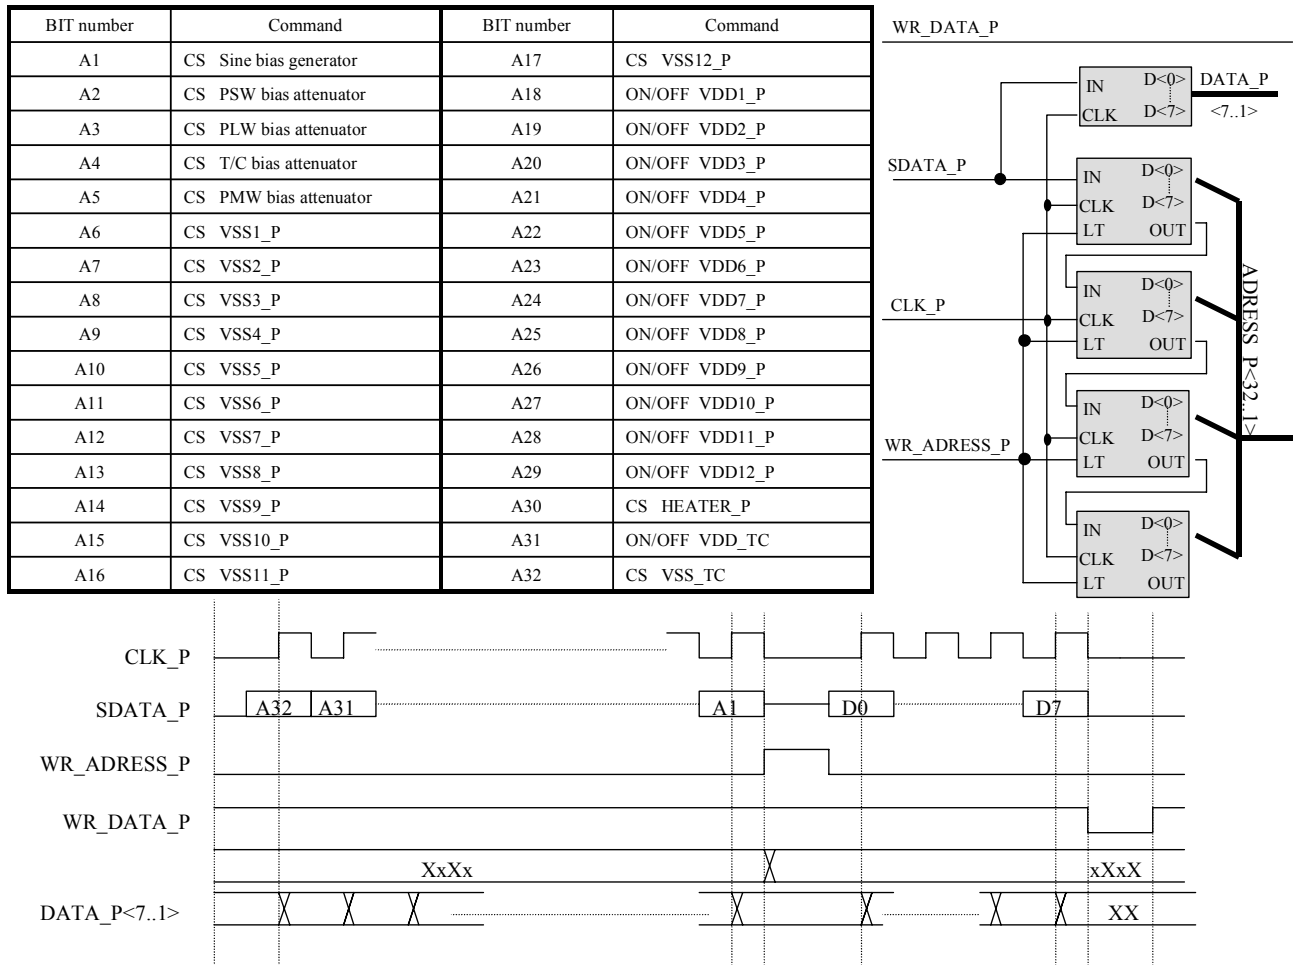 BIT number Command BIT number Command
A1 CS Sine bias generator A17 CS VSS12_P
A2 CS PSW bias attenuator A18 ON/OFF VDD1_P
A3 CS PLW bias attenuator A19 ON/OFF VDD2_P
A4 CS T/C bias attenuator A20 ON/OFF VDD3_P
A5 CS PMW bias attenuator A21 ON/OFF VDD4_P
A6 CS VSS1_P A22 ON/OFF VDD5_P
A7 CS VSS2_P A23 ON/OFF VDD6_P
A8 CS VSS3_P A24 ON/OFF VDD7_P
A9 CS VSS4_P A25 ON/OFF VDD8_P
A10 CS VSS5_P A26 ON/OFF VDD9_P
A11 CS VSS6_P A27 ON/OFF VDD10_P
A12 CS VSS7_P A28 ON/OFF VDD11_P
A13 CS VSS8_P A29 ON/OFF VDD12_P
A14 CS VSS9_P A30 CS HEATER_P
A15 CS VSS10_P A31 ON/OFF VDD_TC
A16 CS VSS11_P A32 CS VSS_TC
WR_DATA_P
IN D<0> DATA_P
CLK D<7> <7..1>
SDATA_P
IN D<0>
CLK D<7>
LT OUT
CLK_P
IN D<0>
CLK D<7>
LT OUT
ADRESS_P<32..1>
WR_ADRESS_P
IN D<0>
CLK D<7>
LT OUT
IN D<0>
CLK D<7>
LT OUT
CLK_P
SDATA_P A32 A31 A1 D0 D7
WR_ADRESS_P
WR_DATA_P
XxXx xXxX
DATA_P<7..1> XX